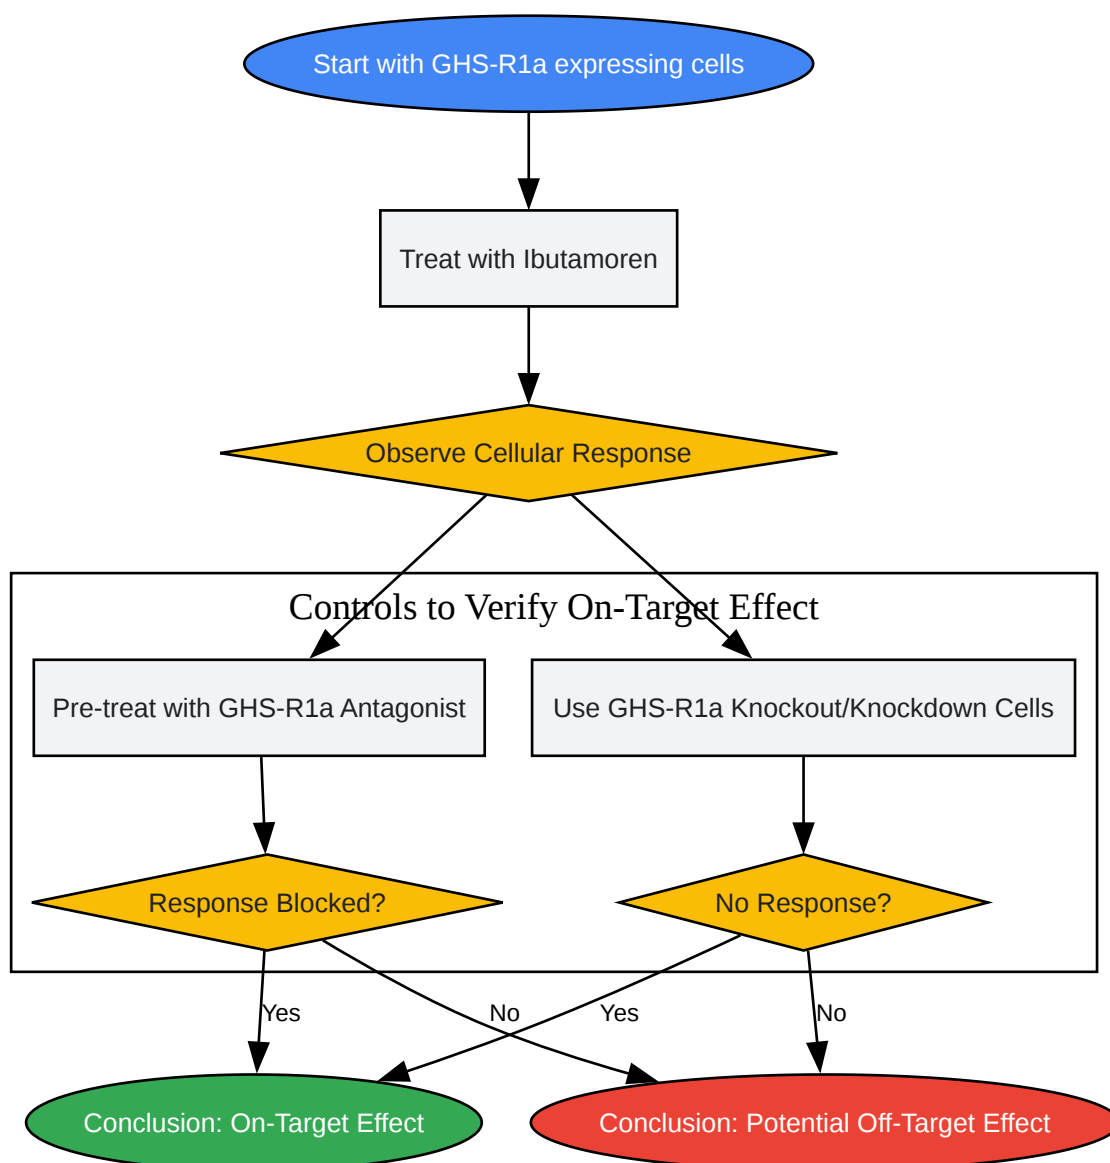 Start with GHS-R1a expressing cells
Treat with Ibutamoren
Observe Cellular Response
Controls to Verify On-Target Effect
Pre-treat with GHS-R1a Antagonist
Use GHS-R1a Knockout/Knockdown Cells
Response Blocked?
No Response?
Yes
No
Yes
No
Conclusion: On-Target Effect
Conclusion: Potential Off-Target Effect